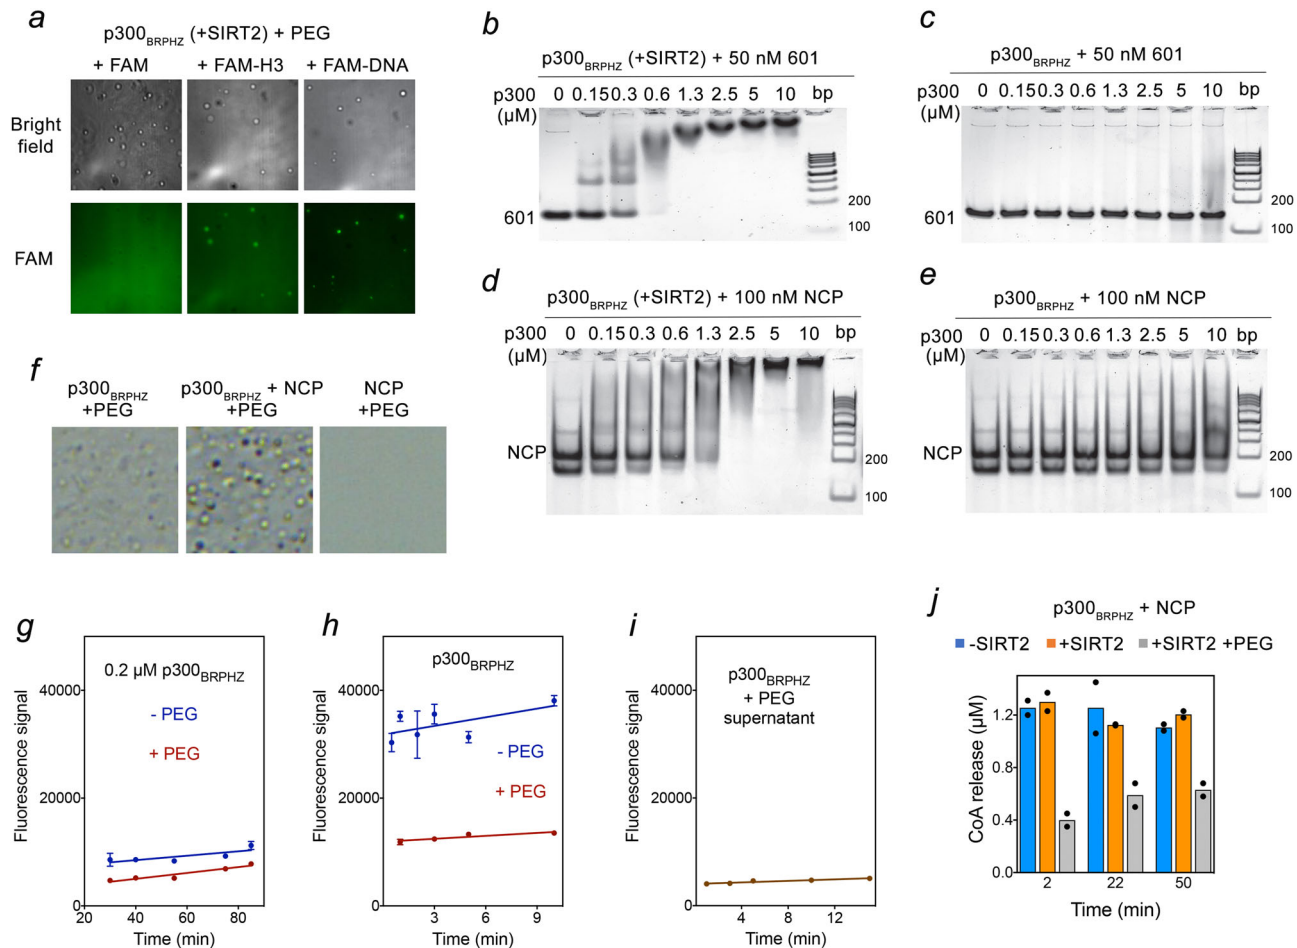 a
p300BRPHZ (+SIRT2) + PEG
+ FAM + FAM-H3 + FAM-DNA
Bright
field
FAM
b
p300BRPHZ (+SIRT2) + 50 nM 601
p300 0 0.15 0.3 0.6 1.3 2.5 5 10 bp
(μM)
601
200
100
c
p300BRPHZ + 50 nM 601
p300 0 0.15 0.3 0.6 1.3 2.5 5 10 bp
(μM)
601
200
100
d
p300BRPHZ (+SIRT2) + 100 nM NCP
p300 0 0.15 0.3 0.6 1.3 2.5 5 10 bp
(μM)
NCP
200
100
e
p300BRPHZ + 100 nM NCP
p300 0 0.15 0.3 0.6 1.3 2.5 5 10 bp
(μM)
NCP
200
100
f
p300BRPHZ
+PEG
p300BRPHZ + NCP
+PEG
NCP
+PEG
g
Fluorescence signal
40000
20000
0
0.2 μM p300BRPHZ
- PEG
+ PEG
20 40 60 80
Time (min)
h
Fluorescence signal
40000
20000
0
p300BRPHZ
- PEG
+ PEG
3 6 9
Time (min)
i
Fluorescence signal
40000
20000
0
p300BRPHZ
+ PEG
supernatant
4 8 12
Time (min)
j
p300BRPHZ + NCP
-SIRT2 +SIRT2 +SIRT2 +PEG
CoA release (μM)
1.2
0.8
0.4
0.0
2 22 50
Time (min)